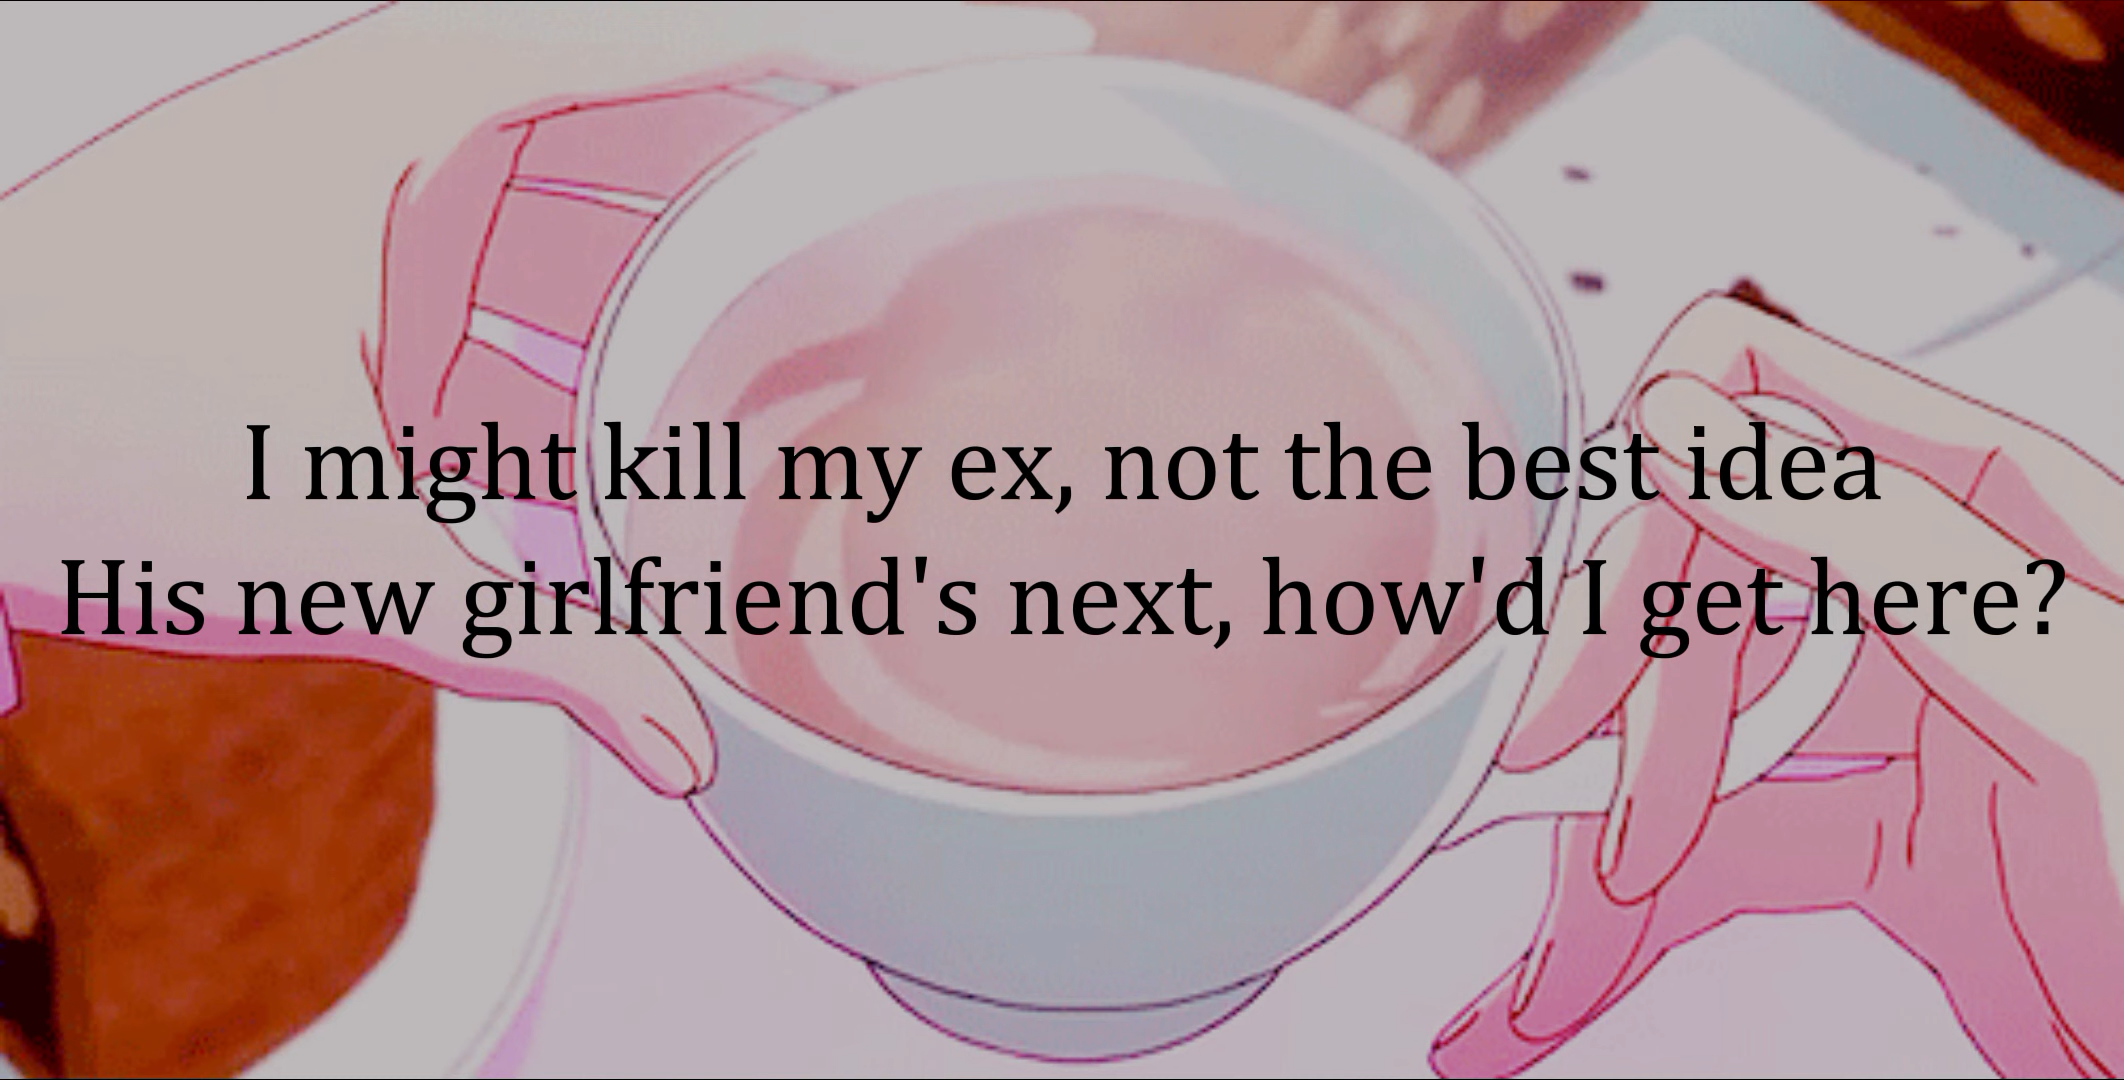 I might kill my ex, not the best idea
His new girlfriend's next, how'd I get here?